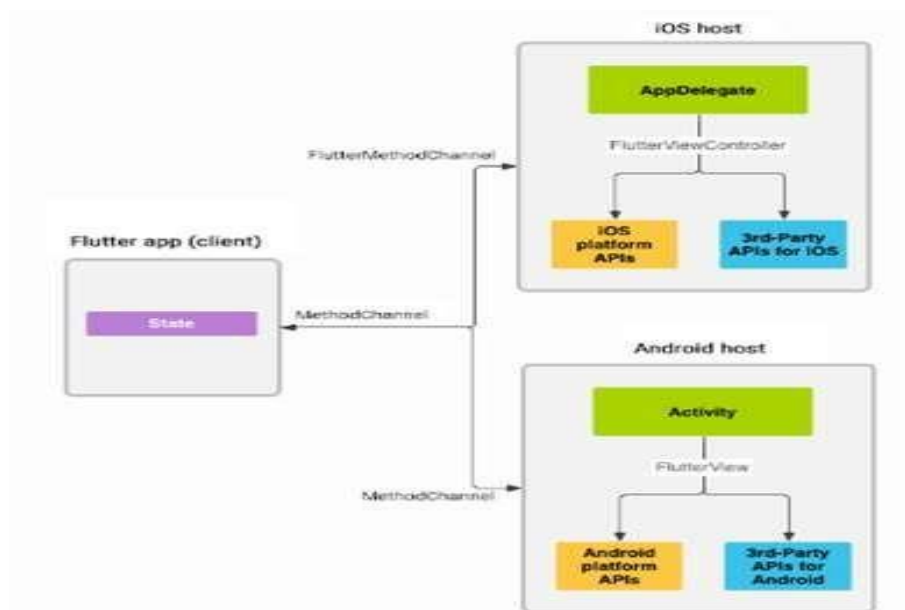 iOS host
AppDelegate
FlutterViewController
FlutterMethodChannel
iOS
platform
APIs
3rd-Party
APIs for iOS
Flutter app (client)
State
MethodChannel
Android host
Activity
FlutterView
MethodChannel
Android
platform
APIs
3rd-Party
APIs for
Android